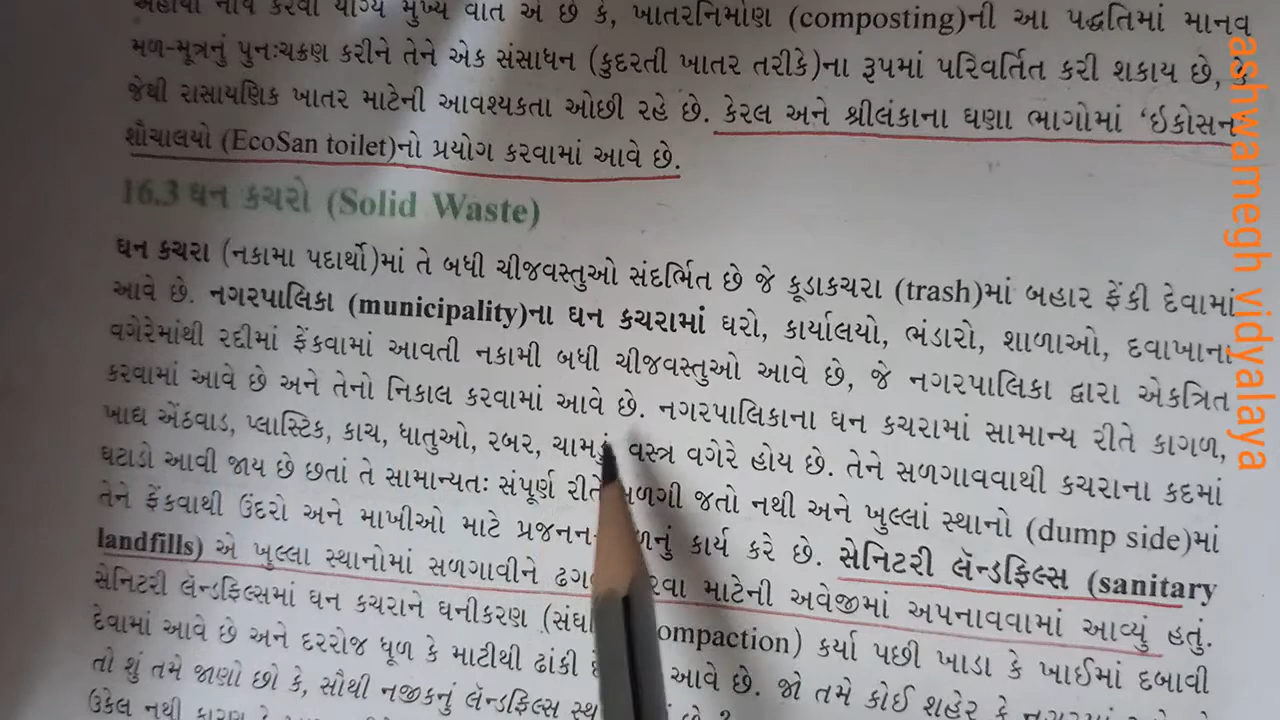 નોંધ કરવા યોગ્ય મુખ્ય વાત એ છે કે, ખાતરનિર્માણ (composting)ની આ પદ્ધતિમાં માનવ
મળ-મૂત્રનું પુનઃચક્રણ કરીને તેને એક સંસાધન (કુદરતી ખાતર તરીકે)ના રૂપમાં પરિવર્તિત કરી શકાય છે,
જેથી રાસાયણિક ખાતર માટેની આવશ્યકતા ઓછી રહે છે. કેરલ અને શ્રીલંકાના ઘણા ભાગોમાં ‘ઇકોસન
શૌચાલયો (EcoSan toilet)નો પ્રયોગ કરવામાં આવે છે.
16.3 ઘન કચરો (Solid Waste)
ઘન કચરા (નકામા પદાર્થો)માં તે બધી ચીજવસ્તુઓ સંદર્ભિત છે જે કૂડાકચરા (trash)માં બહાર ફેંકી દેવામાં
આવે છે. નગરપાલિકા (municipality)ના ઘન કચરામાં ઘરો, કાર્યાલયો, ભંડારો, શાળાઓ, દવાખાના
વગેરેમાંથી રદ્દીમાં ફેંકવામાં આવતી નકામી બધી ચીજવસ્તુઓ આવે છે, જે નગરપાલિકા દ્વારા એકત્રિત
કરવામાં આવે છે અને તેનો નિકાલ કરવામાં આવે છે. નગરપાલિકાના ઘન કચરામાં સામાન્ય રીતે કાગળ,
ખાદ્ય એંઠવાડ, પ્લાસ્ટિક, કાચ, ધાતુઓ, રબર, ચામડું વસ્ત્ર વગેરે હોય છે. તેને સળગાવવાથી કચરાના કદમાં
ઘટાડો આવી જાય છે છતાં તે સામાન્યતઃ સંપૂર્ણ રીતે સળગી જતો નથી અને ખુલ્લાં સ્થાનો (dump side)માં
તેને ફેંકવાથી ઉંદરો અને માખીઓ માટે પ્રજનન કાર્ય કરે છે. સેનિટરી લૅન્ડફિલ્સ (sanitary
landfills) એ ખુલ્લા સ્થાનોમાં સળગાવીને માટેની અવેજીમાં અપનાવવામાં આવ્યું હતું.
સેનિટરી લૅન્ડફિલ્સમાં ઘન કચરાને ઘનીકરણ કર્યા પછી ખાડા કે ખાઈમાં દબાવી
દેવામાં આવે છે અને દરરોજ ધૂળ કે માટીથી ઢાંકી આવે છે. જો તમે કોઈ શહેર કે
તો શું તમે જાણો છો કે, સૌથી નજીકનું લૅન્ડફિલ્સ
ઉકેલ નથી કારણ કે
ashwamegh vidyalaya